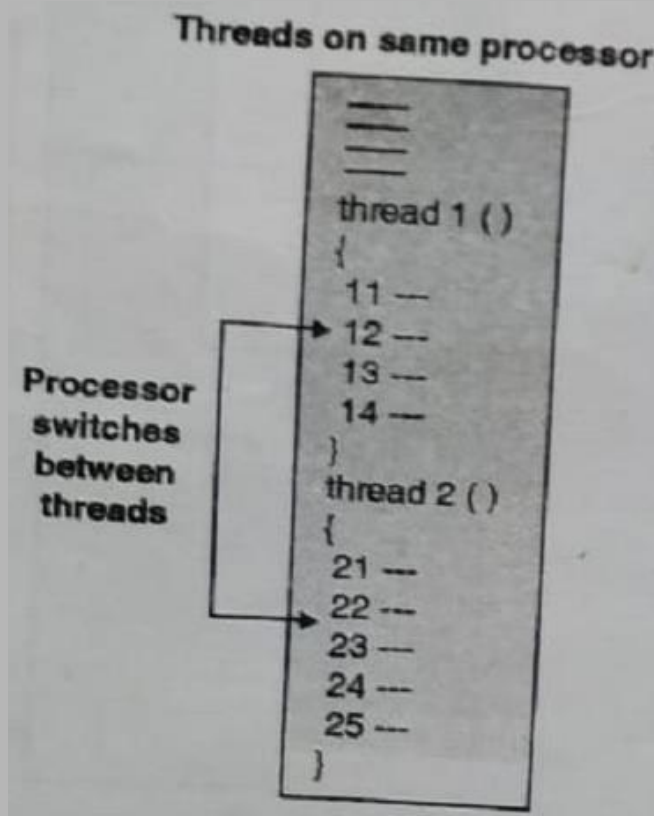 Threads on same processor
thread 1 ( )
{
11 ---
12 ---
13 ---
14 ---
}
thread 2 ( )
{
21 ---
22 ---
23 ---
24 ---
25 ---
}
Processor
switches
between
threads